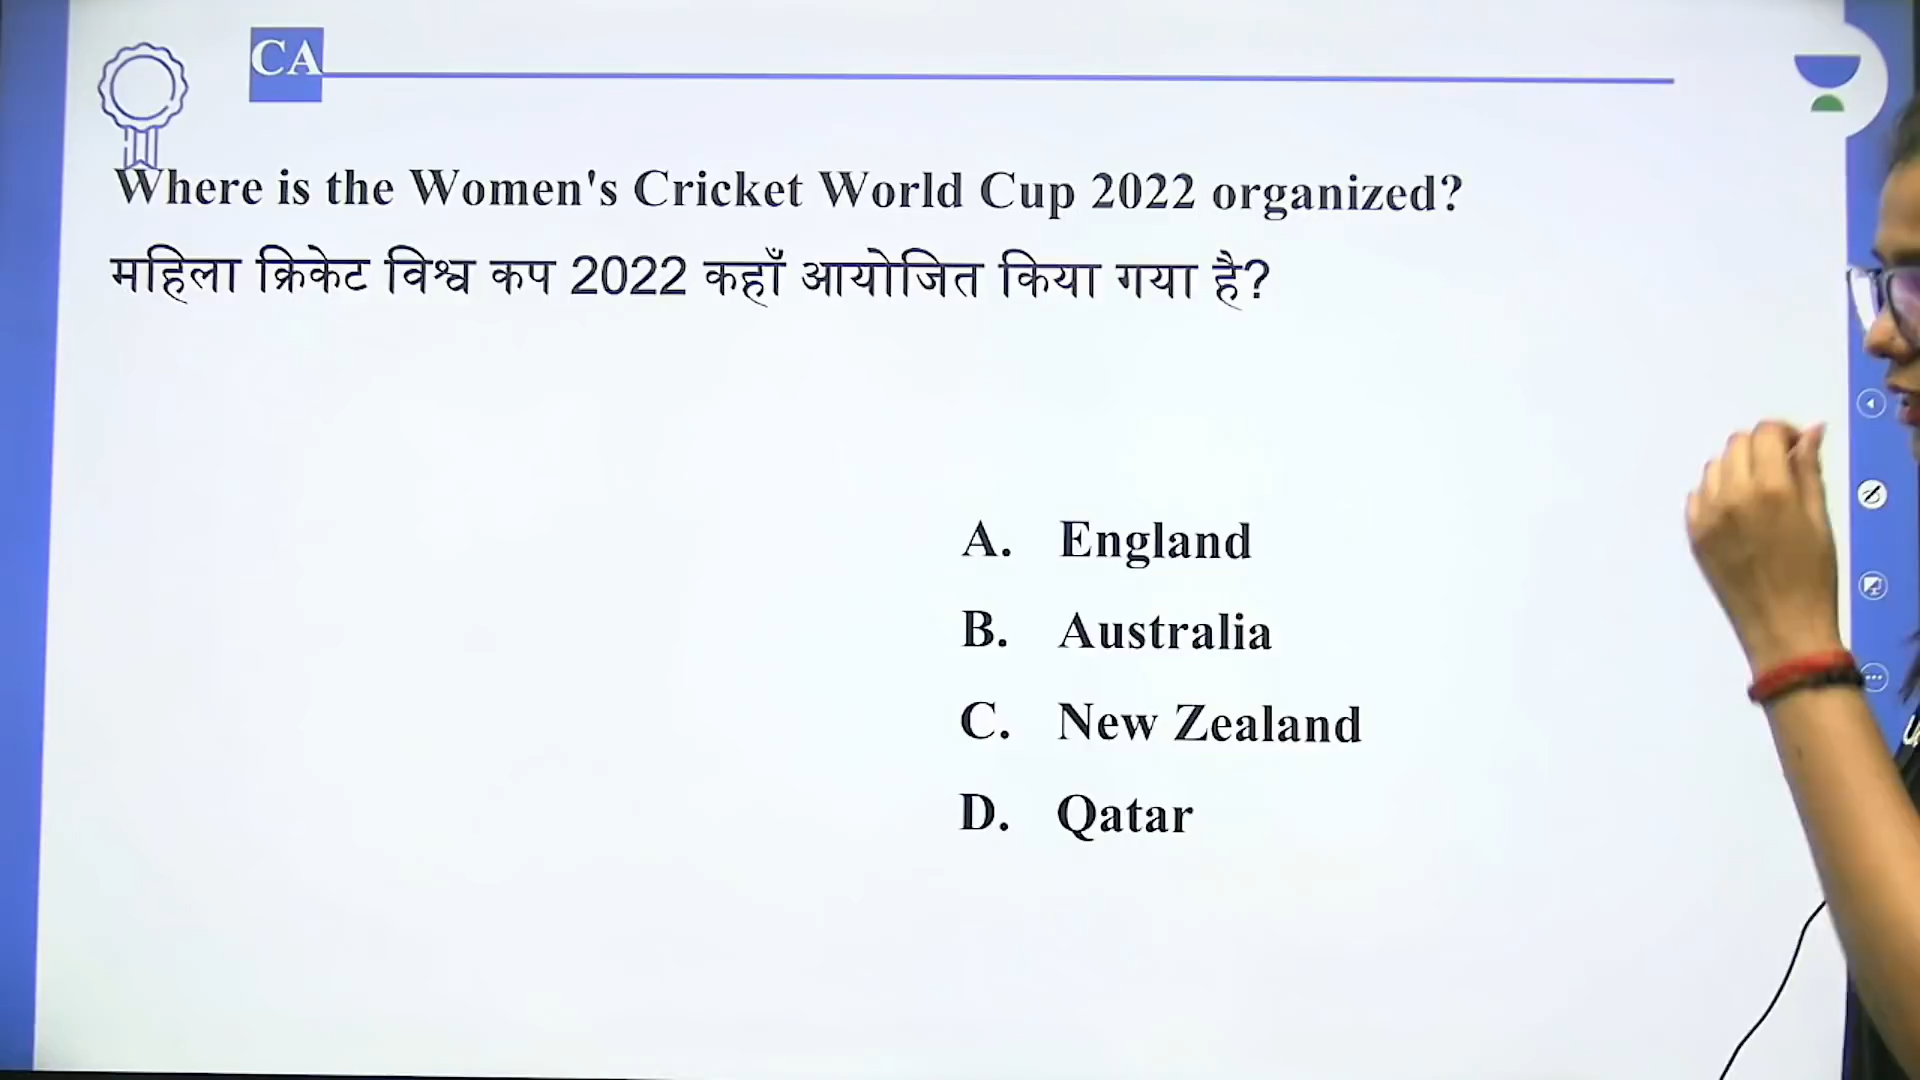 CA
Where is the Women's Cricket World Cup 2022 organized?
महिला क्रिकेट विश्व कप 2022 कहाँ आयोजित किया गया है?
A. England
B. Australia
C. New Zealand
D. Qatar